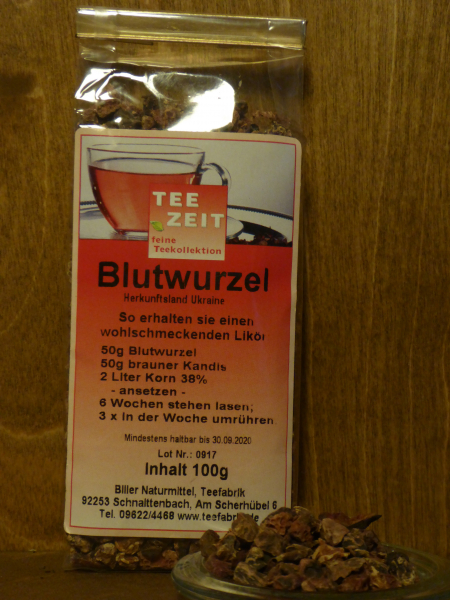 TEE
ZEIT
feine
Teekollektion
Blutwurzel
Herkunftsland Ukraine
So erhalten sie einen
wohlschmeckenden Likör
50g Blutwurzel
50g brauner Kandis
2 Liter Korn 38%
- ansetzen -
6 Wochen stehen lasen;
3 x in der Woche umrühren
Mindestens haltbar bis 30.09.2020
Lot Nr.: 0917
Inhalt 100g
Biller Naturmittel, Teefabrik
92253 Schnaittenbach, Am Scherhübel 6
Tel. 09622/4468 www.teefabrik.de